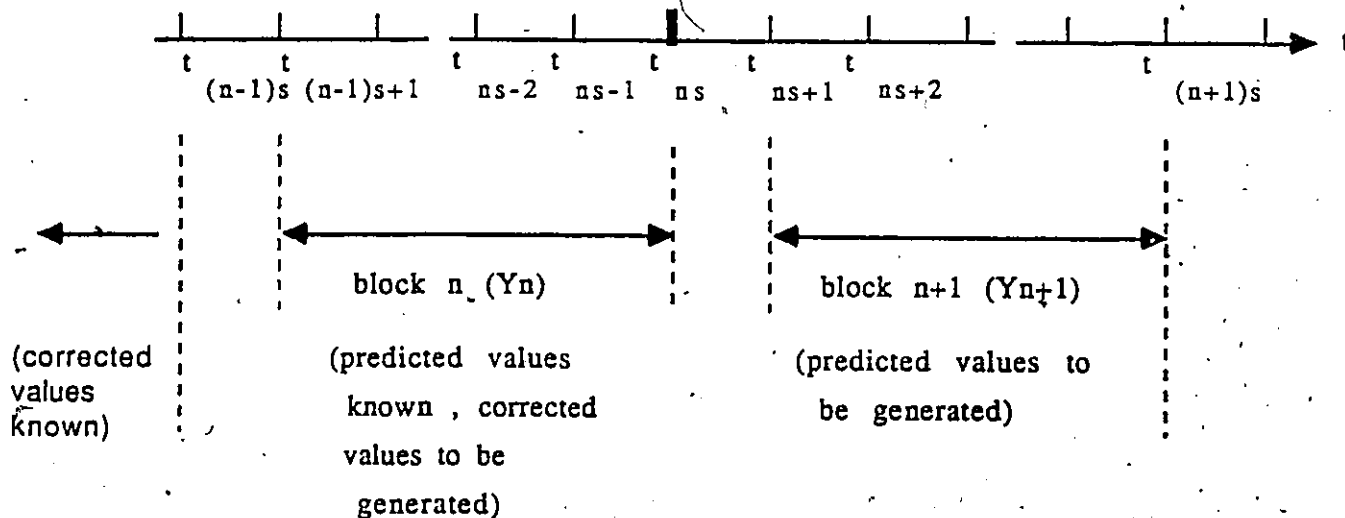 t
t t t t t t t t
(n-1)s (n-1)s+1 ns-2 ns-1 ns ns+1 ns+2 (n+1)s
block n (Yn) block n+1 (Yn+1)
(corrected
values
known)
(predicted values
known , corrected
values to be
generated)
(predicted values to
be generated)